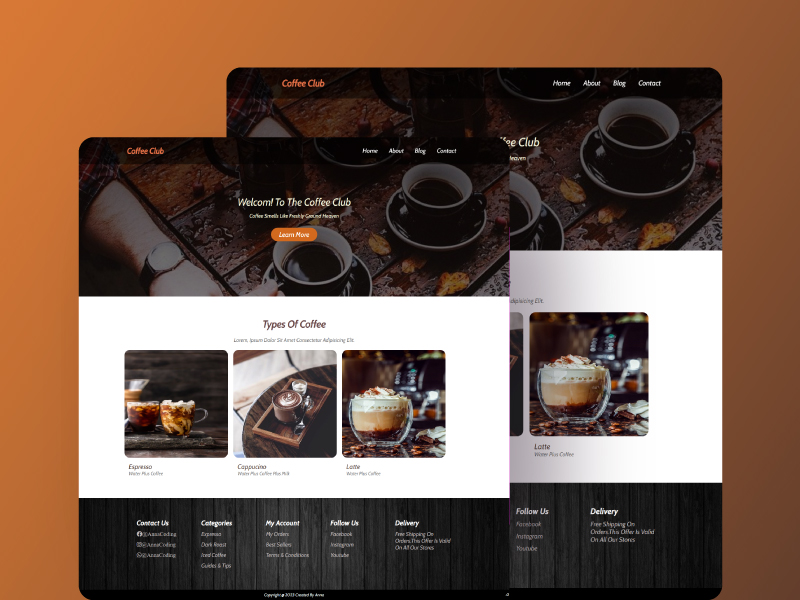 Coffee Club
Home About Blog Contact
Coffee Club
Home About Blog Contact
ffee Club
Heaven
Welcom! To The Coffee Club
Coffee Smells Like Freshly Ground Heaven
Learn More
Types Of Coffee
Lorem, Ipsum Dolor Sit Amet Consectetur Adipisicing Elit.
Adipisicing Elit.
Espresso
Water Plus Coffee
Cappucino
Water Plus Coffee Plus Milk
Latte
Water Plus Coffee
Latte
Water Plus Coffee
Contact Us
@AnnaCoding
@AnnaCoding
@AnnaCoding
Categories
Espresso
Dark Roast
Iced Coffee
Guides & Tips
My Account
My Orders
Best Sellers
Terms & Conditions
Follow Us
Facebook
Instagram
Youtube
Delivery
Free Shipping On
Orders.This Offer Is Valid
On All Our Stores
Follow Us
Facebook
Instagram
Youtube
Delivery
Free Shipping On
Orders.This Offer Is Valid
On All Our Stores
Created By Anna